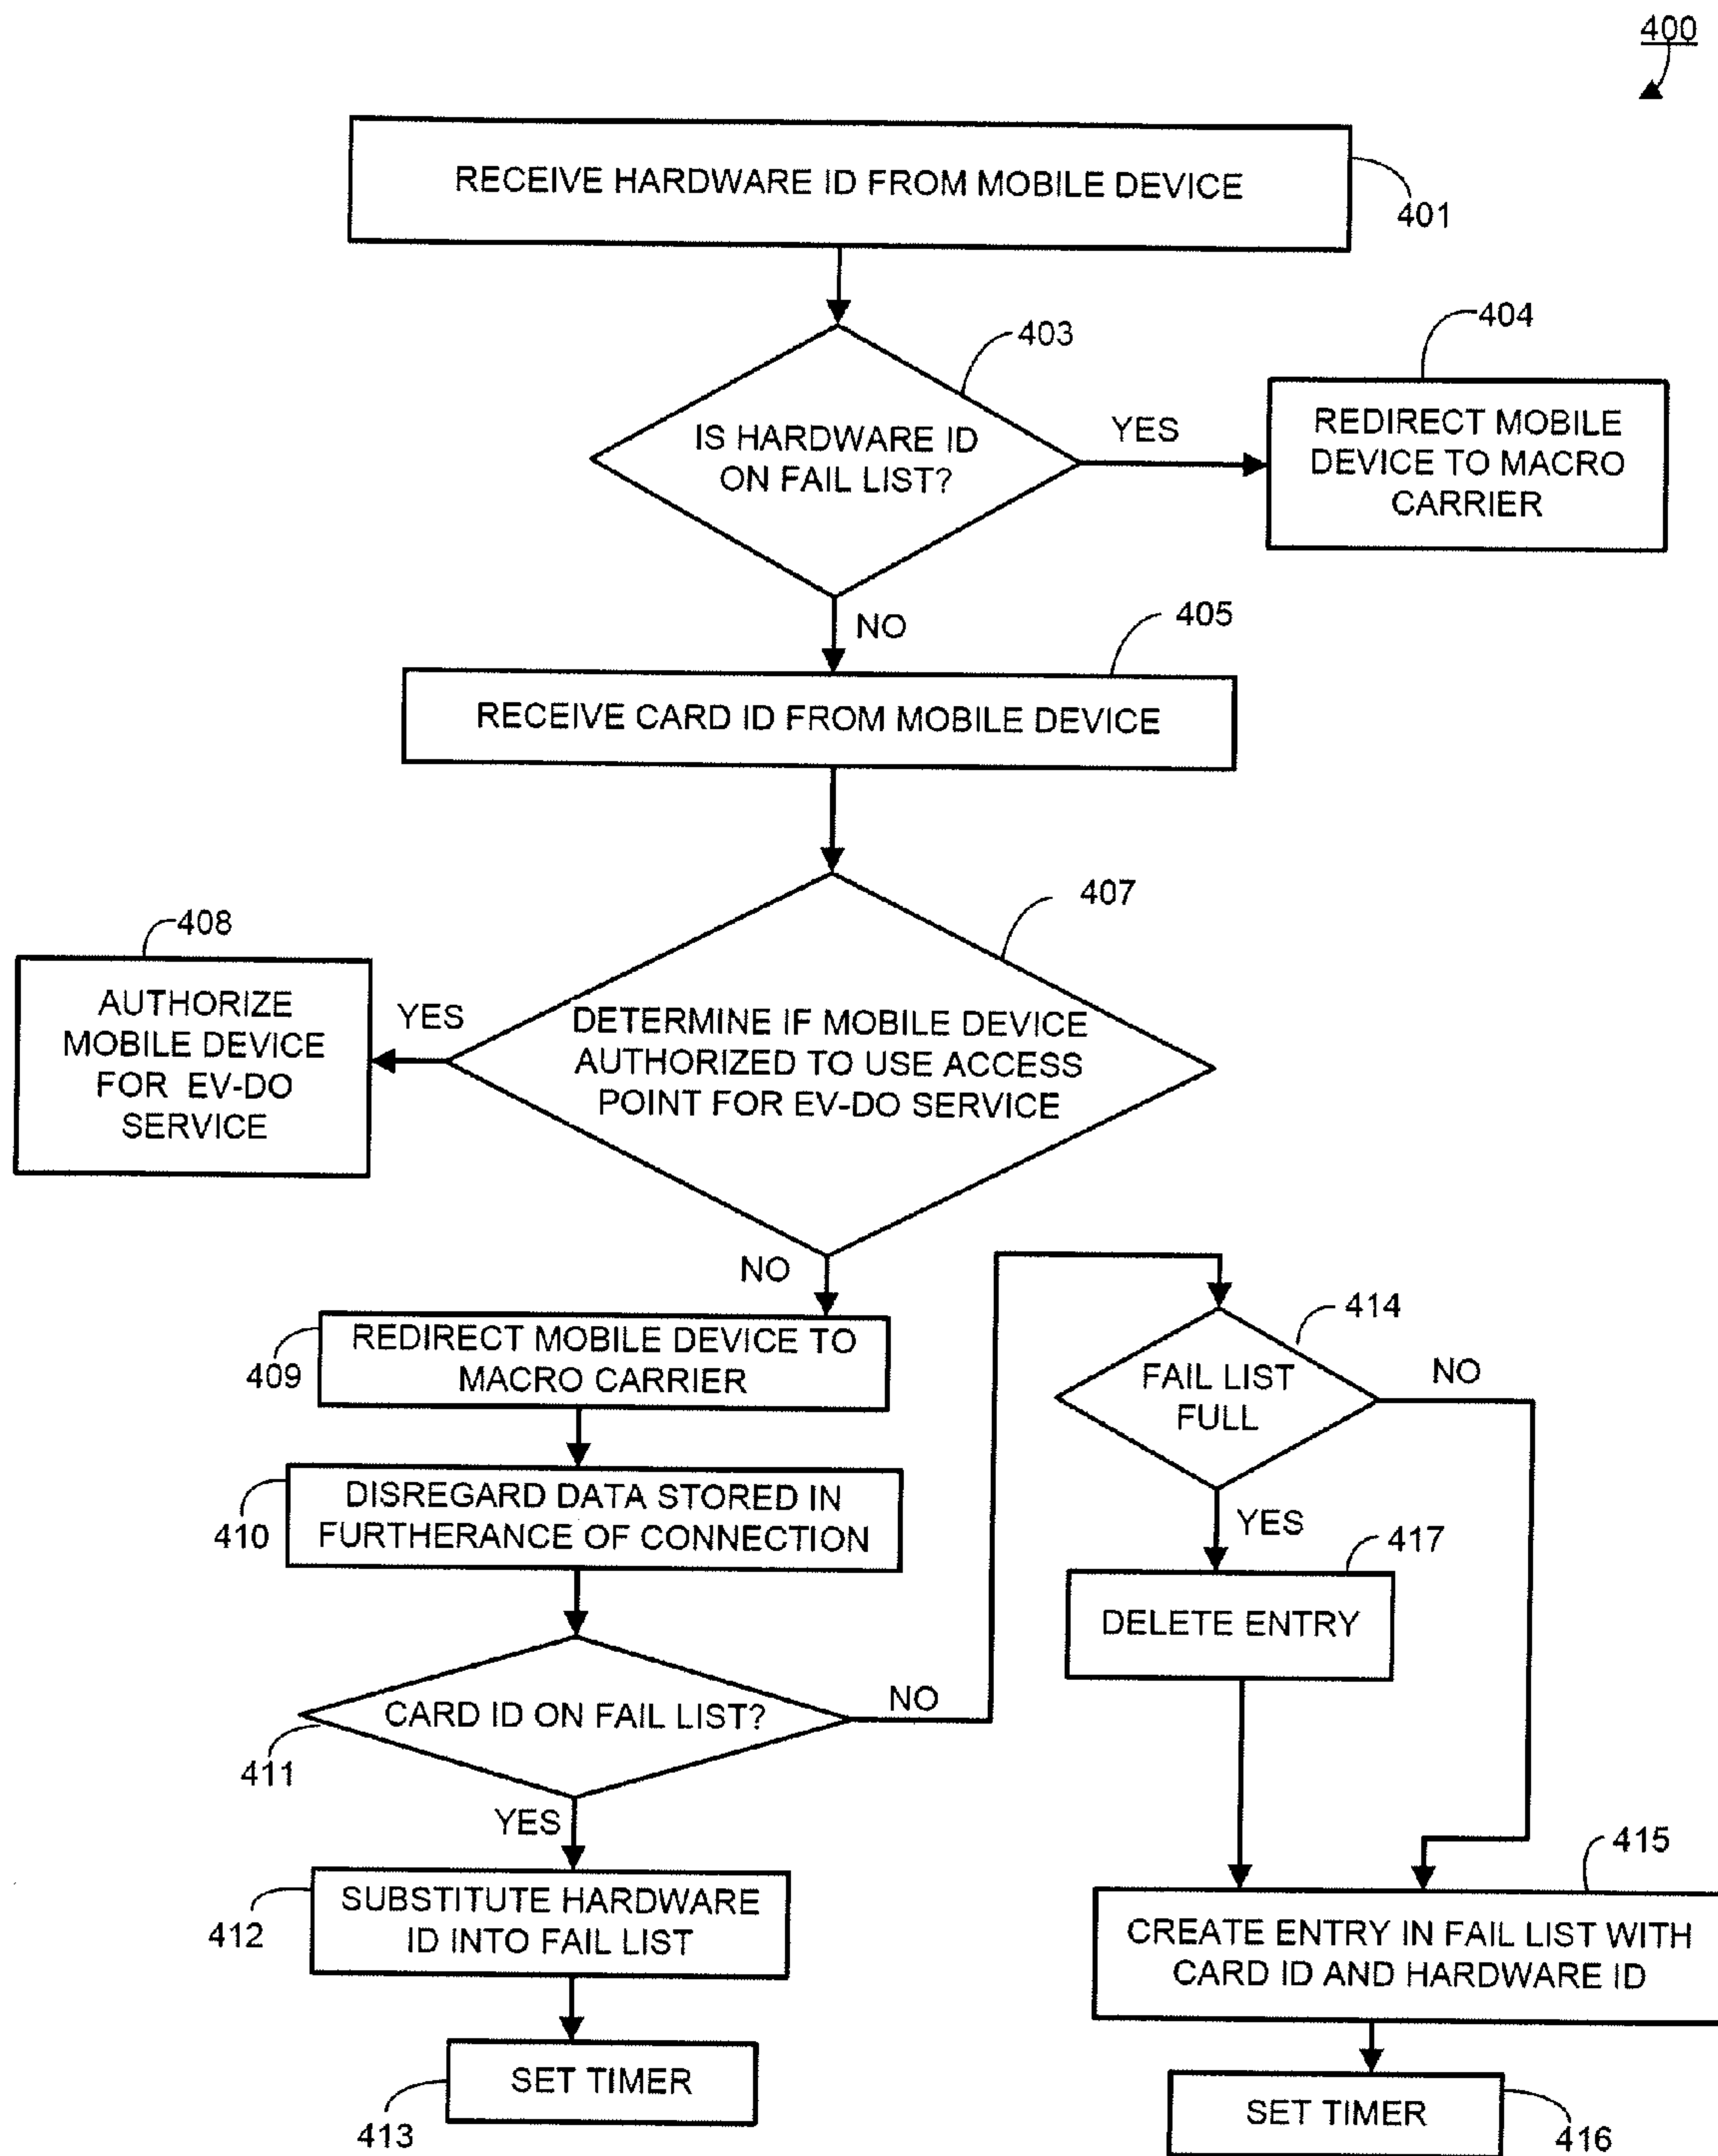 400
RECEIVE HARDWARE ID FROM MOBILE DEVICE
401
403
IS HARDWARE ID
ON FAIL LIST?
YES
404
REDIRECT MOBILE
DEVICE TO MACRO
CARRIER
NO
405
RECEIVE CARD ID FROM MOBILE DEVICE
407
DETERMINE IF MOBILE DEVICE
AUTHORIZED TO USE ACCESS
POINT FOR EV-DO SERVICE
YES
408
AUTHORIZE
MOBILE DEVICE
FOR EV-DO
SERVICE
NO
409
REDIRECT MOBILE DEVICE TO
MACRO CARRIER
410
DISREGARD DATA STORED IN
FURTHERANCE OF CONNECTION
411
CARD ID ON FAIL LIST?
NO
YES
412
SUBSTITUTE HARDWARE
ID INTO FAIL LIST
SET TIMER
413
414
FAIL LIST
FULL
NO
YES
417
DELETE ENTRY
415
CREATE ENTRY IN FAIL LIST WITH
CARD ID AND HARDWARE ID
SET TIMER
416